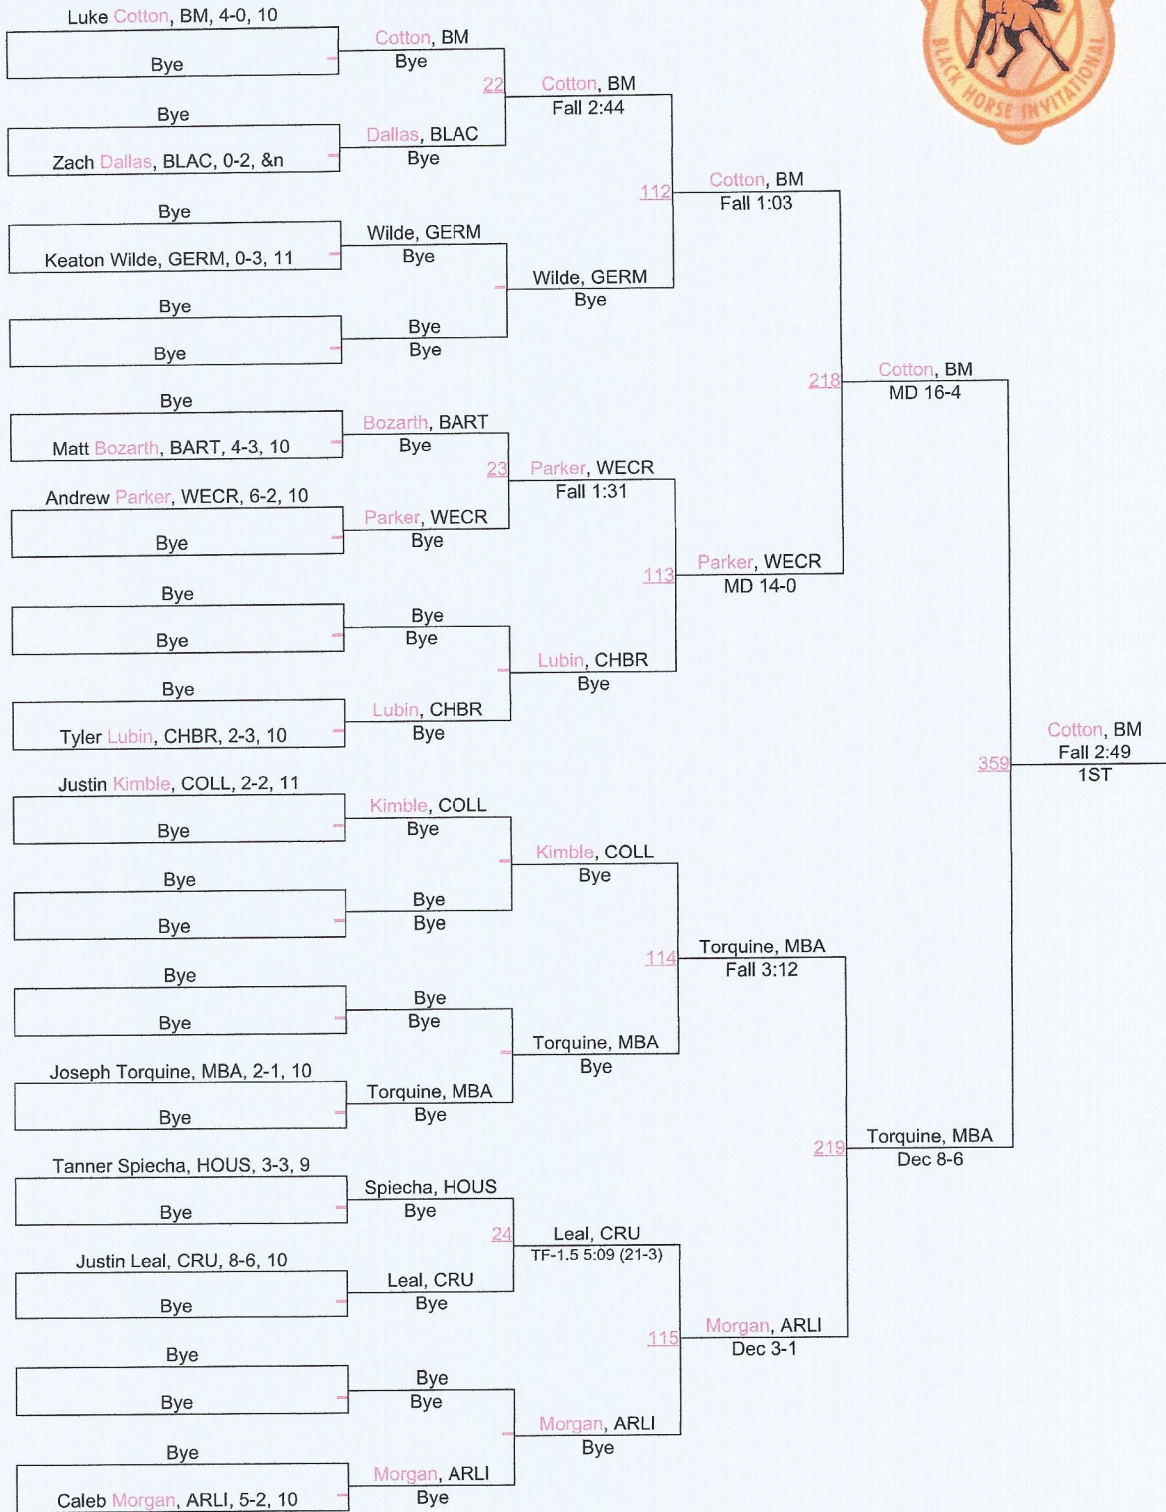 BLACK HORSE INVITATIONAL
Luke Cotton, BM, 4-0, 10
Bye
Bye
Zach Dallas, BLAC, 0-2, &n
Bye
Keaton Wilde, GERM, 0-3, 11
Bye
Bye
Bye
Matt Bozarth, BART, 4-3, 10
Andrew Parker, WECR, 6-2, 10
Bye
Bye
Bye
Bye
Tyler Lubin, CHBR, 2-3, 10
Justin Kimble, COLL, 2-2, 11
Bye
Bye
Bye
Bye
Bye
Joseph Torquine, MBA, 2-1, 10
Bye
Tanner Spiecha, HOUS, 3-3, 9
Bye
Justin Leal, CRU, 8-6, 10
Bye
Bye
Bye
Bye
Caleb Morgan, ARLI, 5-2, 10
Cotton, BM
Bye
22
Dallas, BLAC
Bye
Wilde, GERM
Bye
Bye
Bye
Bozarth, BART
Bye
23
Parker, WECR
Bye
Bye
Bye
Lubin, CHBR
Bye
Kimble, COLL
Bye
Bye
Bye
Bye
Bye
Torquine, MBA
Bye
Spiecha, HOUS
Bye
24
Leal, CRU
Bye
Bye
Bye
Morgan, ARLI
Bye
Cotton, BM
Fall 2:44
112
Wilde, GERM
Bye
Parker, WECR
Fall 1:31
113
Lubin, CHBR
Bye
Kimble, COLL
Bye
114
Torquine, MBA
Bye
Leal, CRU
TF-1.5 5:09 (21-3)
115
Morgan, ARLI
Bye
Cotton, BM
Fall 1:03
218
Parker, WECR
MD 14-0
Torquine, MBA
Fall 3:12
219
Morgan, ARLI
Dec 3-1
Cotton, BM
MD 16-4
359
Torquine, MBA
Dec 8-6
Cotton, BM
Fall 2:49
1ST